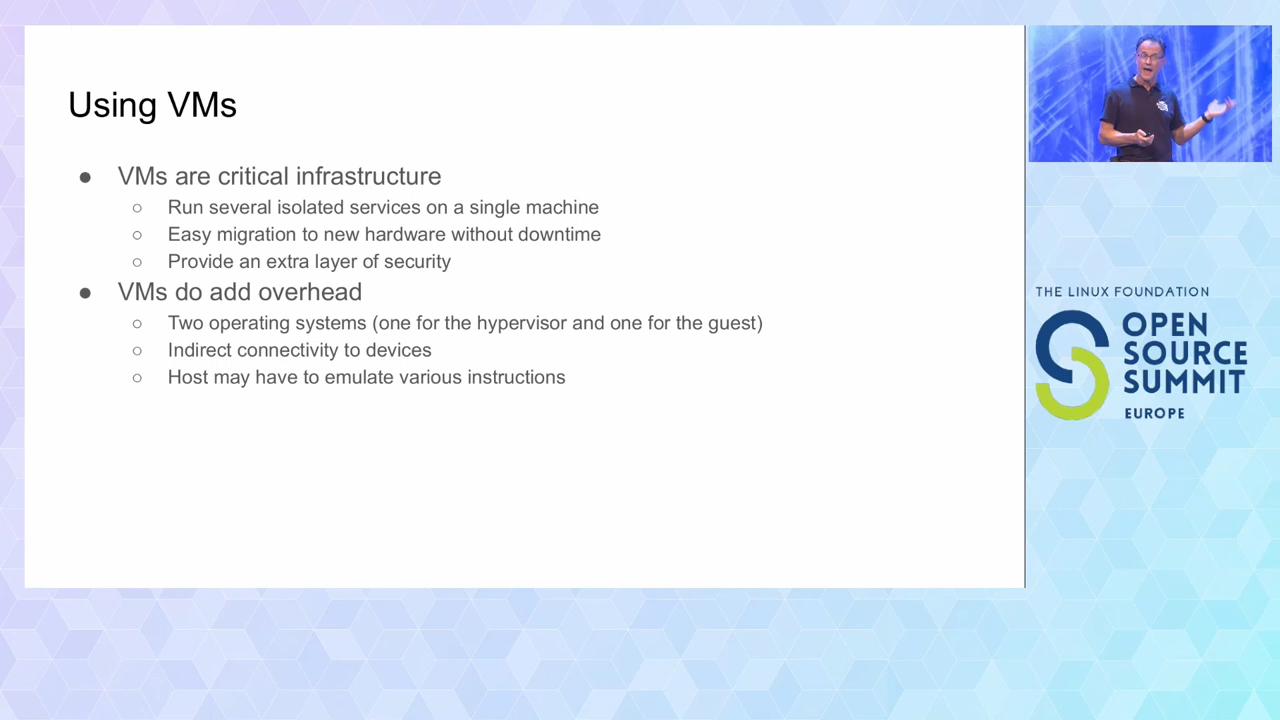 Using VMs
● VMs are critical infrastructure
○ Run several isolated services on a single machine
○ Easy migration to new hardware without downtime
○ Provide an extra layer of security
● VMs do add overhead
○ Two operating systems (one for the hypervisor and one for the guest)
○ Indirect connectivity to devices
○ Host may have to emulate various instructions
THE LINUX FOUNDATION
OPEN
SOURCE
SUMMIT
EUROPE